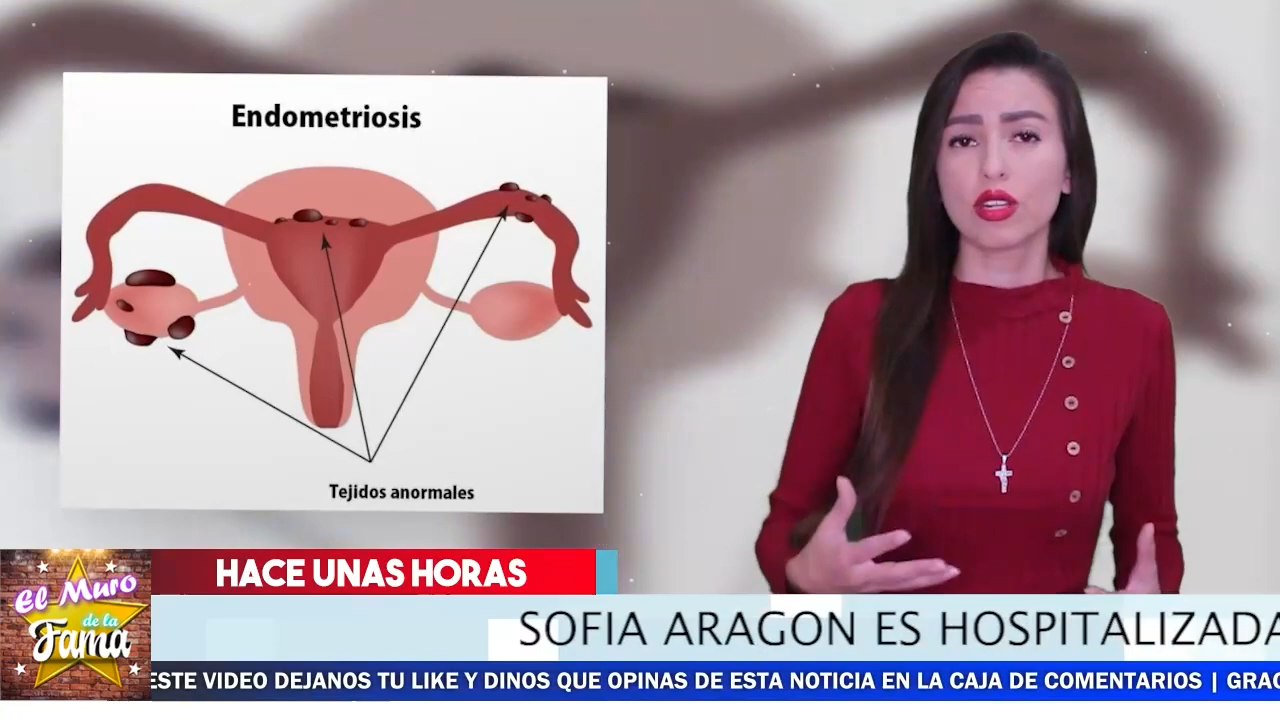 Endometriosis
Tejidos anormales
HACE UNAS HORAS
El Muro
de la
Fama
SOFIA ARAGON ES HOSPITALIZADA
ESTE VIDEO DEJANOS TU LIKE Y DINOS QUE OPINAS DE ESTA NOTICIA EN LA CAJA DE COMENTARIOS | GRAC